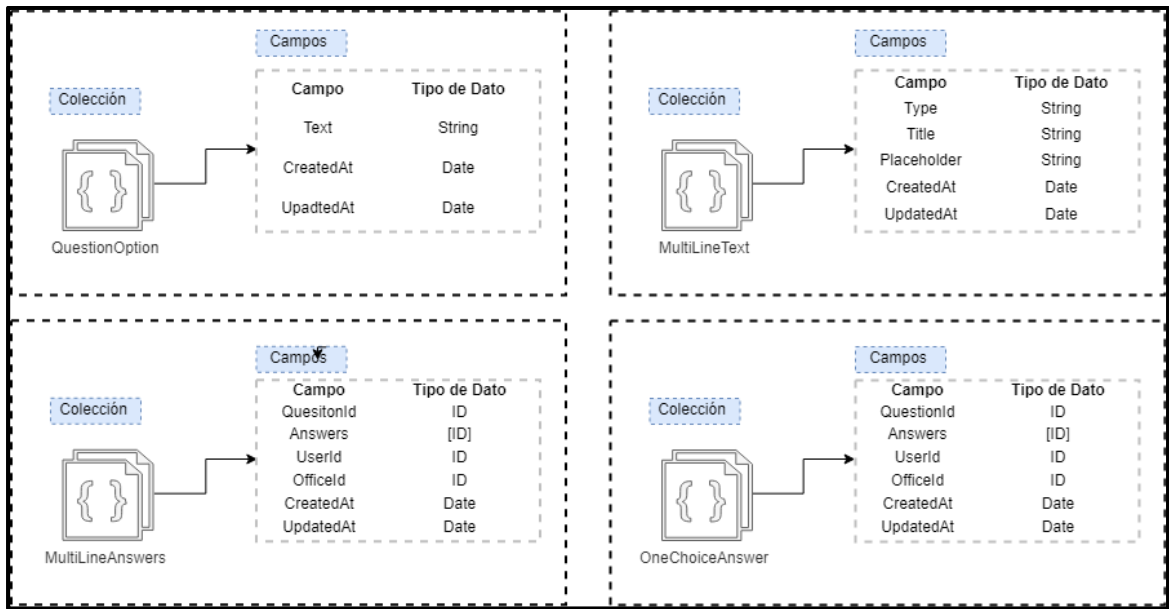 Campos
Colección
Campo Tipo de Dato
Text String
CreatedAt Date
UpadtedAt Date
QuestionOption
Campos
Colección
Campo Tipo de Dato
Type String
Title String
Placeholder String
CreatedAt Date
UpdatedAt Date
MultiLineText
Campos
Colección
Campo Tipo de Dato
QuesitonId ID
Answers [ID]
UserId ID
OfficeId ID
CreatedAt Date
UpdatedAt Date
MultiLineAnswers
Campos
Colección
Campo Tipo de Dato
QuestionId ID
Answers [ID]
UserId ID
OfficeId ID
CreatedAt Date
UpdatedAt Date
OneChoiceAnswer